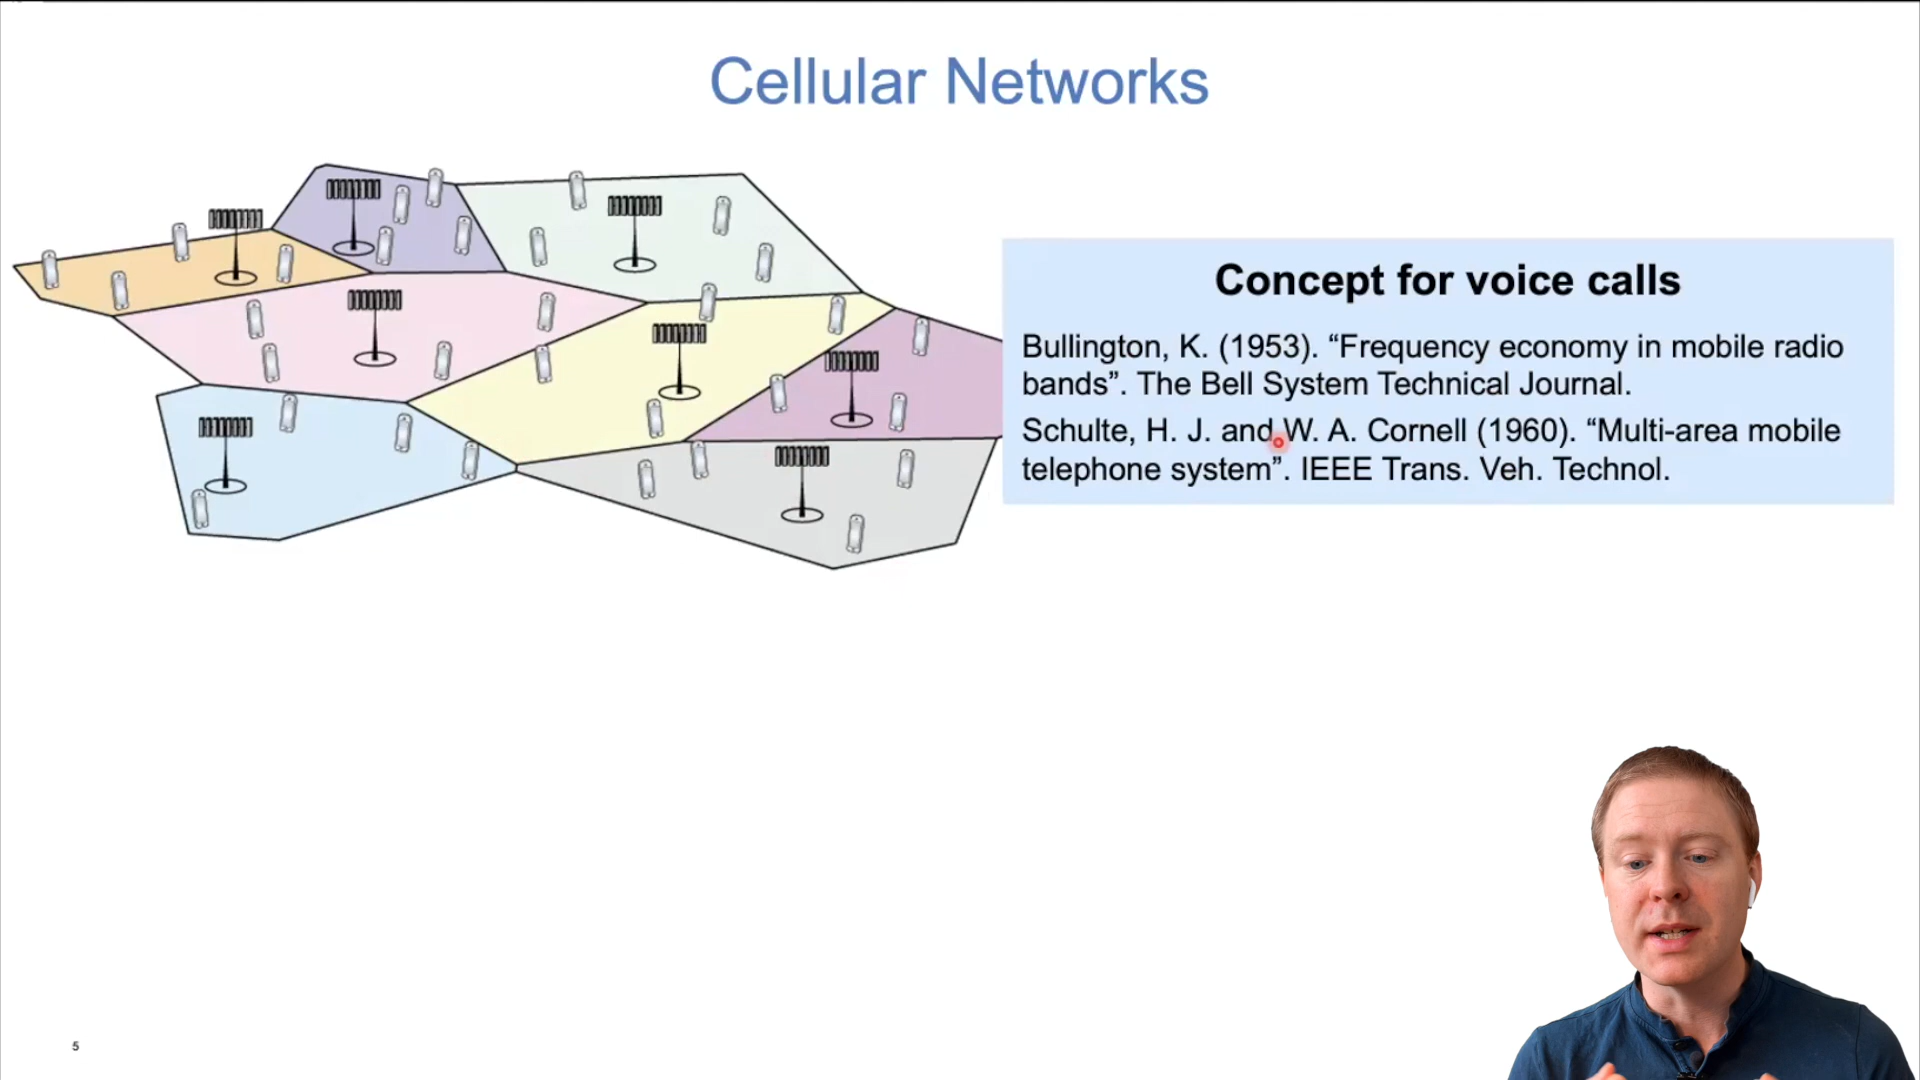 Cellular Networks
Concept for voice calls
Bullington, K. (1953). “Frequency economy in mobile radio
bands”. The Bell System Technical Journal.
Schulte, H. J. and W. A. Cornell (1960). “Multi-area mobile
telephone system”. IEEE Trans. Veh. Technol.
5